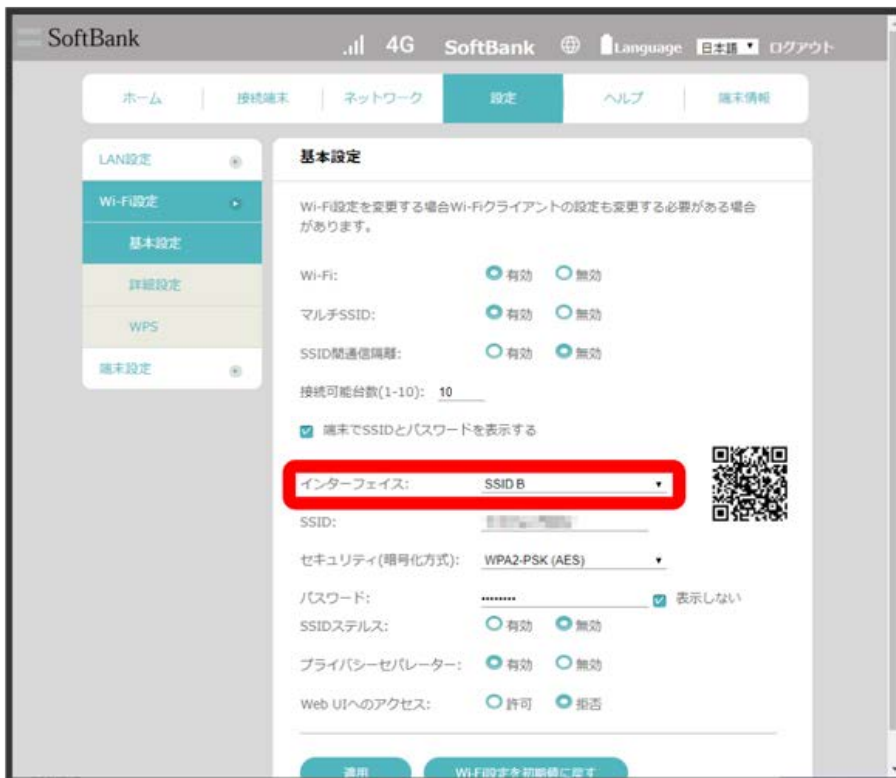 SoftBank
4G SoftBank Language 日本語 ログアウト
ホーム 接続端末 ネットワーク 設定 ヘルプ 端末情報
LAN設定
Wi-Fi設定
基本設定
詳細設定
WPS
端末設定
基本設定
Wi-Fi設定を変更する場合Wi-Fiクライアントの設定も変更する必要がある場合
があります。
Wi-Fi: 有効 無効
マルチSSID: 有効 無効
SSID間通信隔離: 有効 無効
接続可能台数(1-10): 10
端末でSSIDとパスワードを表示する
インターフェイス: SSID B
SSID:
セキュリティ(暗号化方式): WPA2-PSK (AES)
パスワード: •••••••• 表示しない
SSIDステルス: 有効 無効
プライバシーセパレーター: 有効 無効
Web UIへのアクセス: 許可 拒否
適用 Wi-Fi設定を初期値に戻す